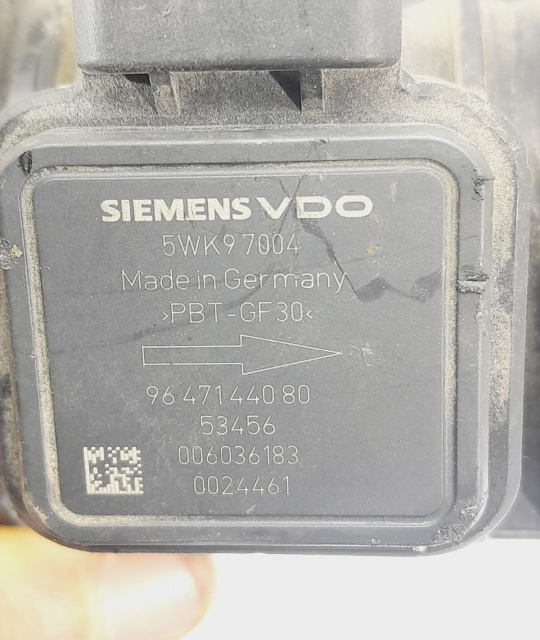 SIEMENS VDO
5WK9 7004
Made in Germany
>PBT-GF30<
96 471 440 80
53456
006036183
0024461